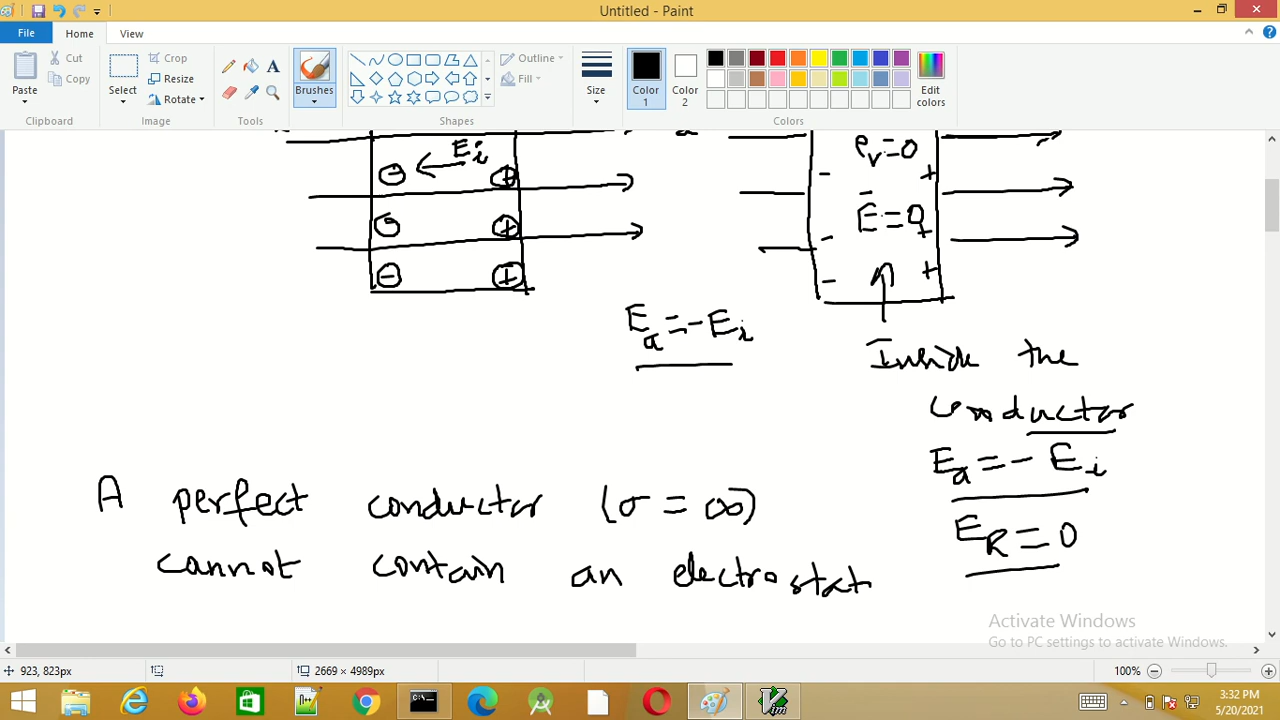 Untitled - Paint
File
Home
View
Paste
Cut
Copy
Clipboard
Select
Crop
Resize
Rotate
Image
Tools
Brushes
Shapes
Outline
Fill
Size
Color 1
Color 2
Edit colors
Colors
Ei
ρv=0
Ē=0
Ea=-Ei
Inside the
conductor
Ea=- Ei
ER=0
A perfect conductor (σ = ∞)
cannot contain an electrostat
Activate Windows
Go to PC settings to activate Windows.
923, 823px
2669 × 4989px
100%
3:32 PM
5/20/2021